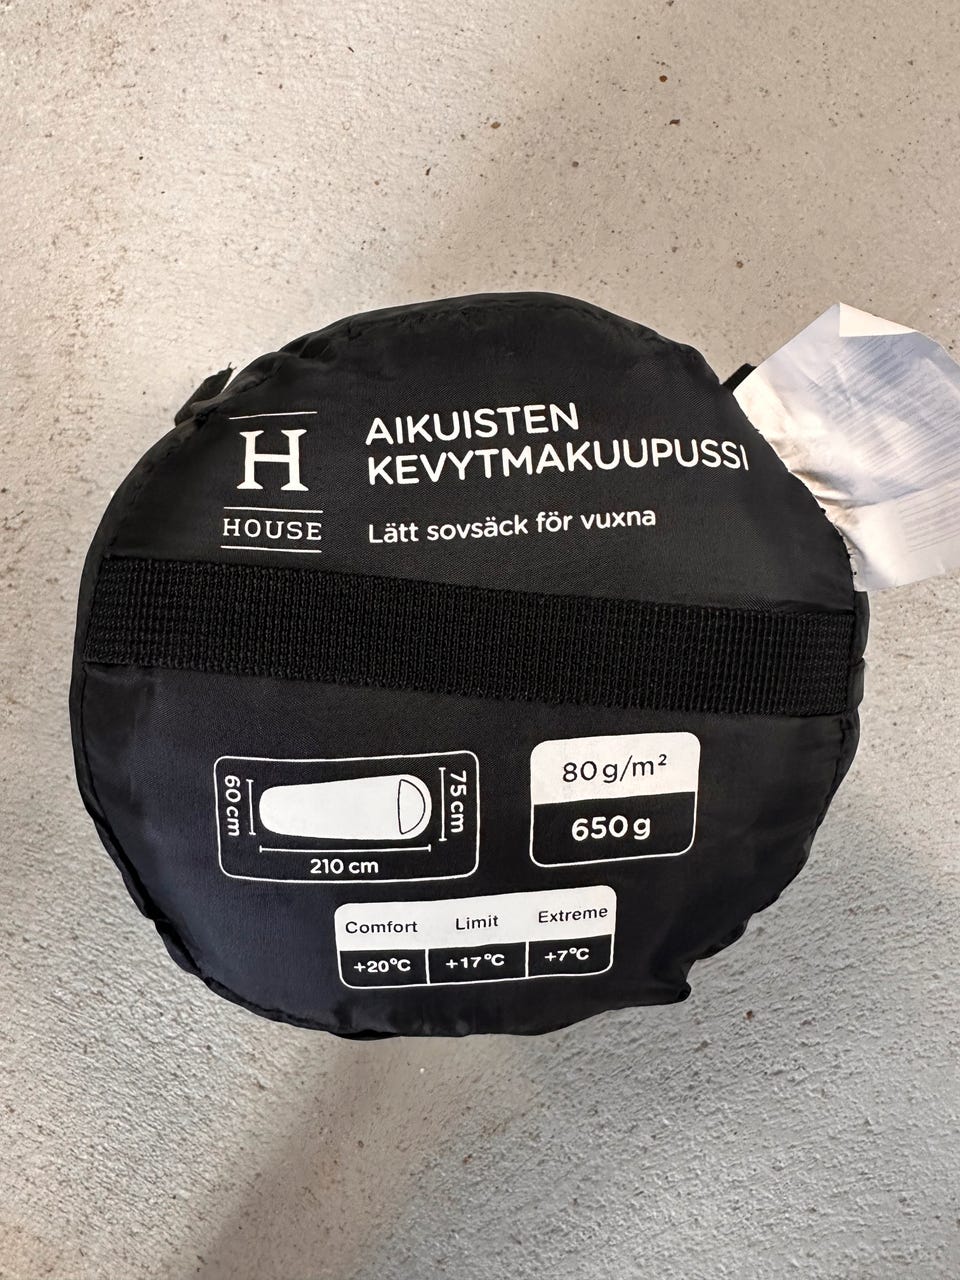 H
HOUSE
AIKUISTEN
KEVYTMAKUUPUSSI
Lätt sovsäck för vuxna
60 cm
75 cm
210 cm
80 g/m²
650 g
Comfort Limit Extreme
+20°C +17°C +7°C